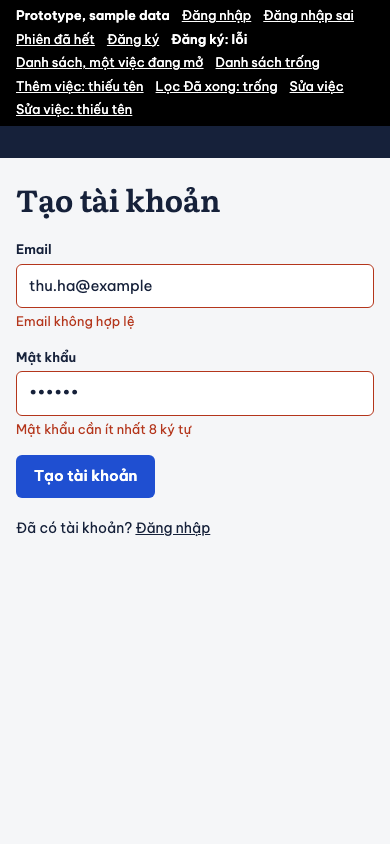 Prototype, sample data Đăng nhập Đăng nhập sai
Phiên đã hết Đăng ký Đăng ký: lỗi
Danh sách, một việc đang mở Danh sách trống
Thêm việc: thiếu tên Lọc Đã xong: trống Sửa việc
Sửa việc: thiếu tên
Tạo tài khoản
Email
thu.ha@example
Email không hợp lệ
Mật khẩu
••••••
Mật khẩu cần ít nhất 8 ký tự
Tạo tài khoản
Đã có tài khoản? Đăng nhập